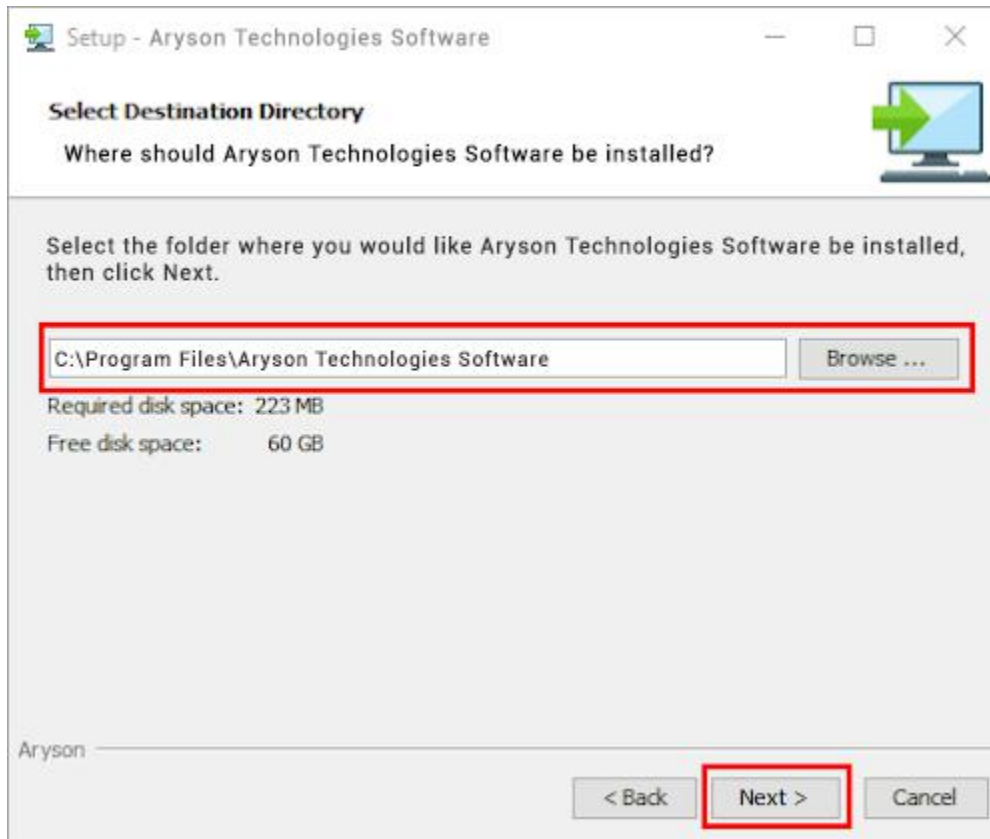 Setup - Aryson Technologies Software
Select Destination Directory
Where should Aryson Technologies Software be installed?
Select the folder where you would like Aryson Technologies Software be installed,
then click Next.
C:\Program Files\Aryson Technologies Software
Browse ...
Required disk space: 223 MB
Free disk space: 60 GB
Aryson
< Back Next > Cancel